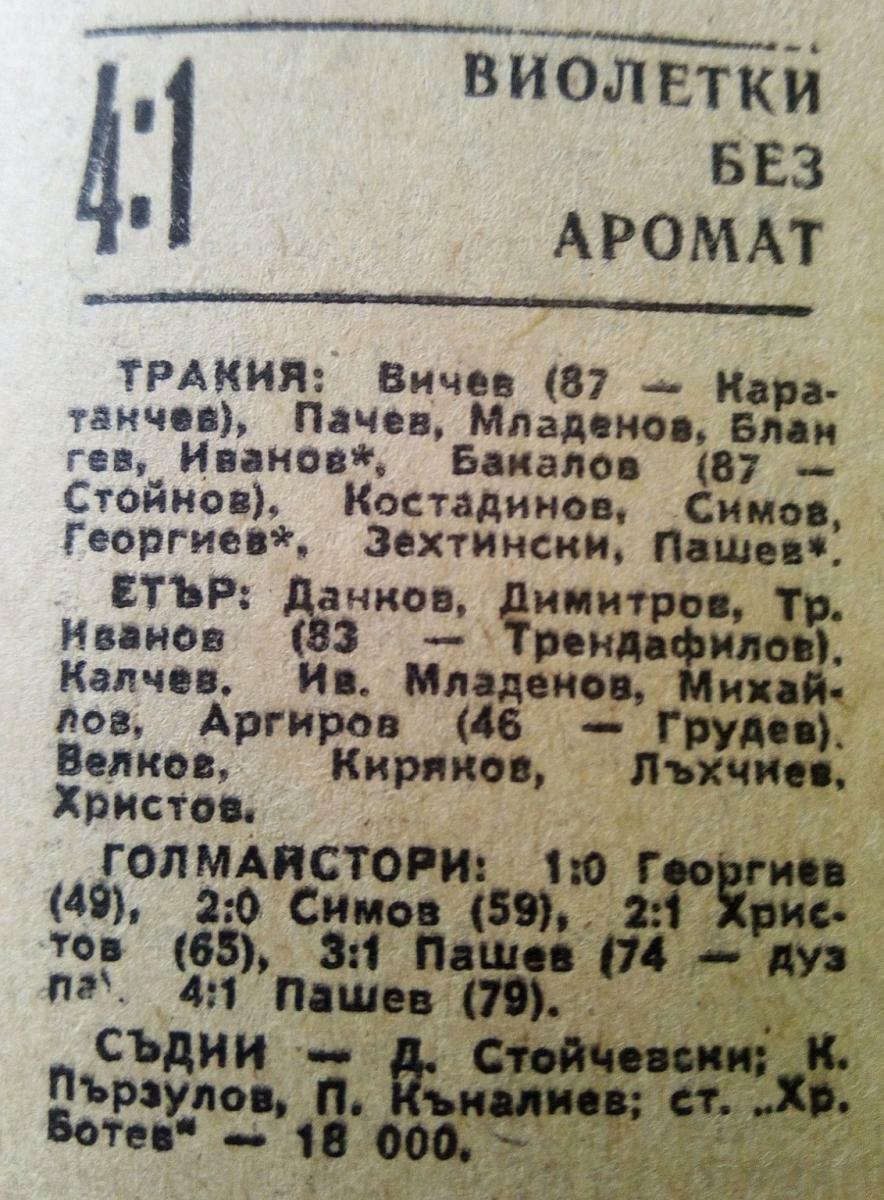 4:1
ВИОЛЕТКИ
БЕЗ
АРОМАТ
ТРАКИЯ: Вичев (87 — Кара-
танчев), Пачев, Младенов, Блан
гев, Иванов*, Бакалов (87 —
Стойнов), Костадинов, Симов,
Георгиев*, Зехтински, Пашев*.
ЕТЪР: Данков, Димитров, Тр.
Иванов (83 — Трендафилов),
Калчев, Ив. Младенов, Михай-
лов, Аргиров (46 — Грудев),
Велков, Киряков, Лъхчиев,
Христов.
ГОЛМАЙСТОРИ: 1:0 Георгиев
(49), 2:0 Симов (59), 2:1 Хрис-
тов (65), 3:1 Пашев (74 — дуз
па), 4:1 Пашев (79).
СЪДИИ — Д. Стойчевски; К.
Пързулов, П. Къналиев; ст. „Хр.
Ботев“ — 18 000.